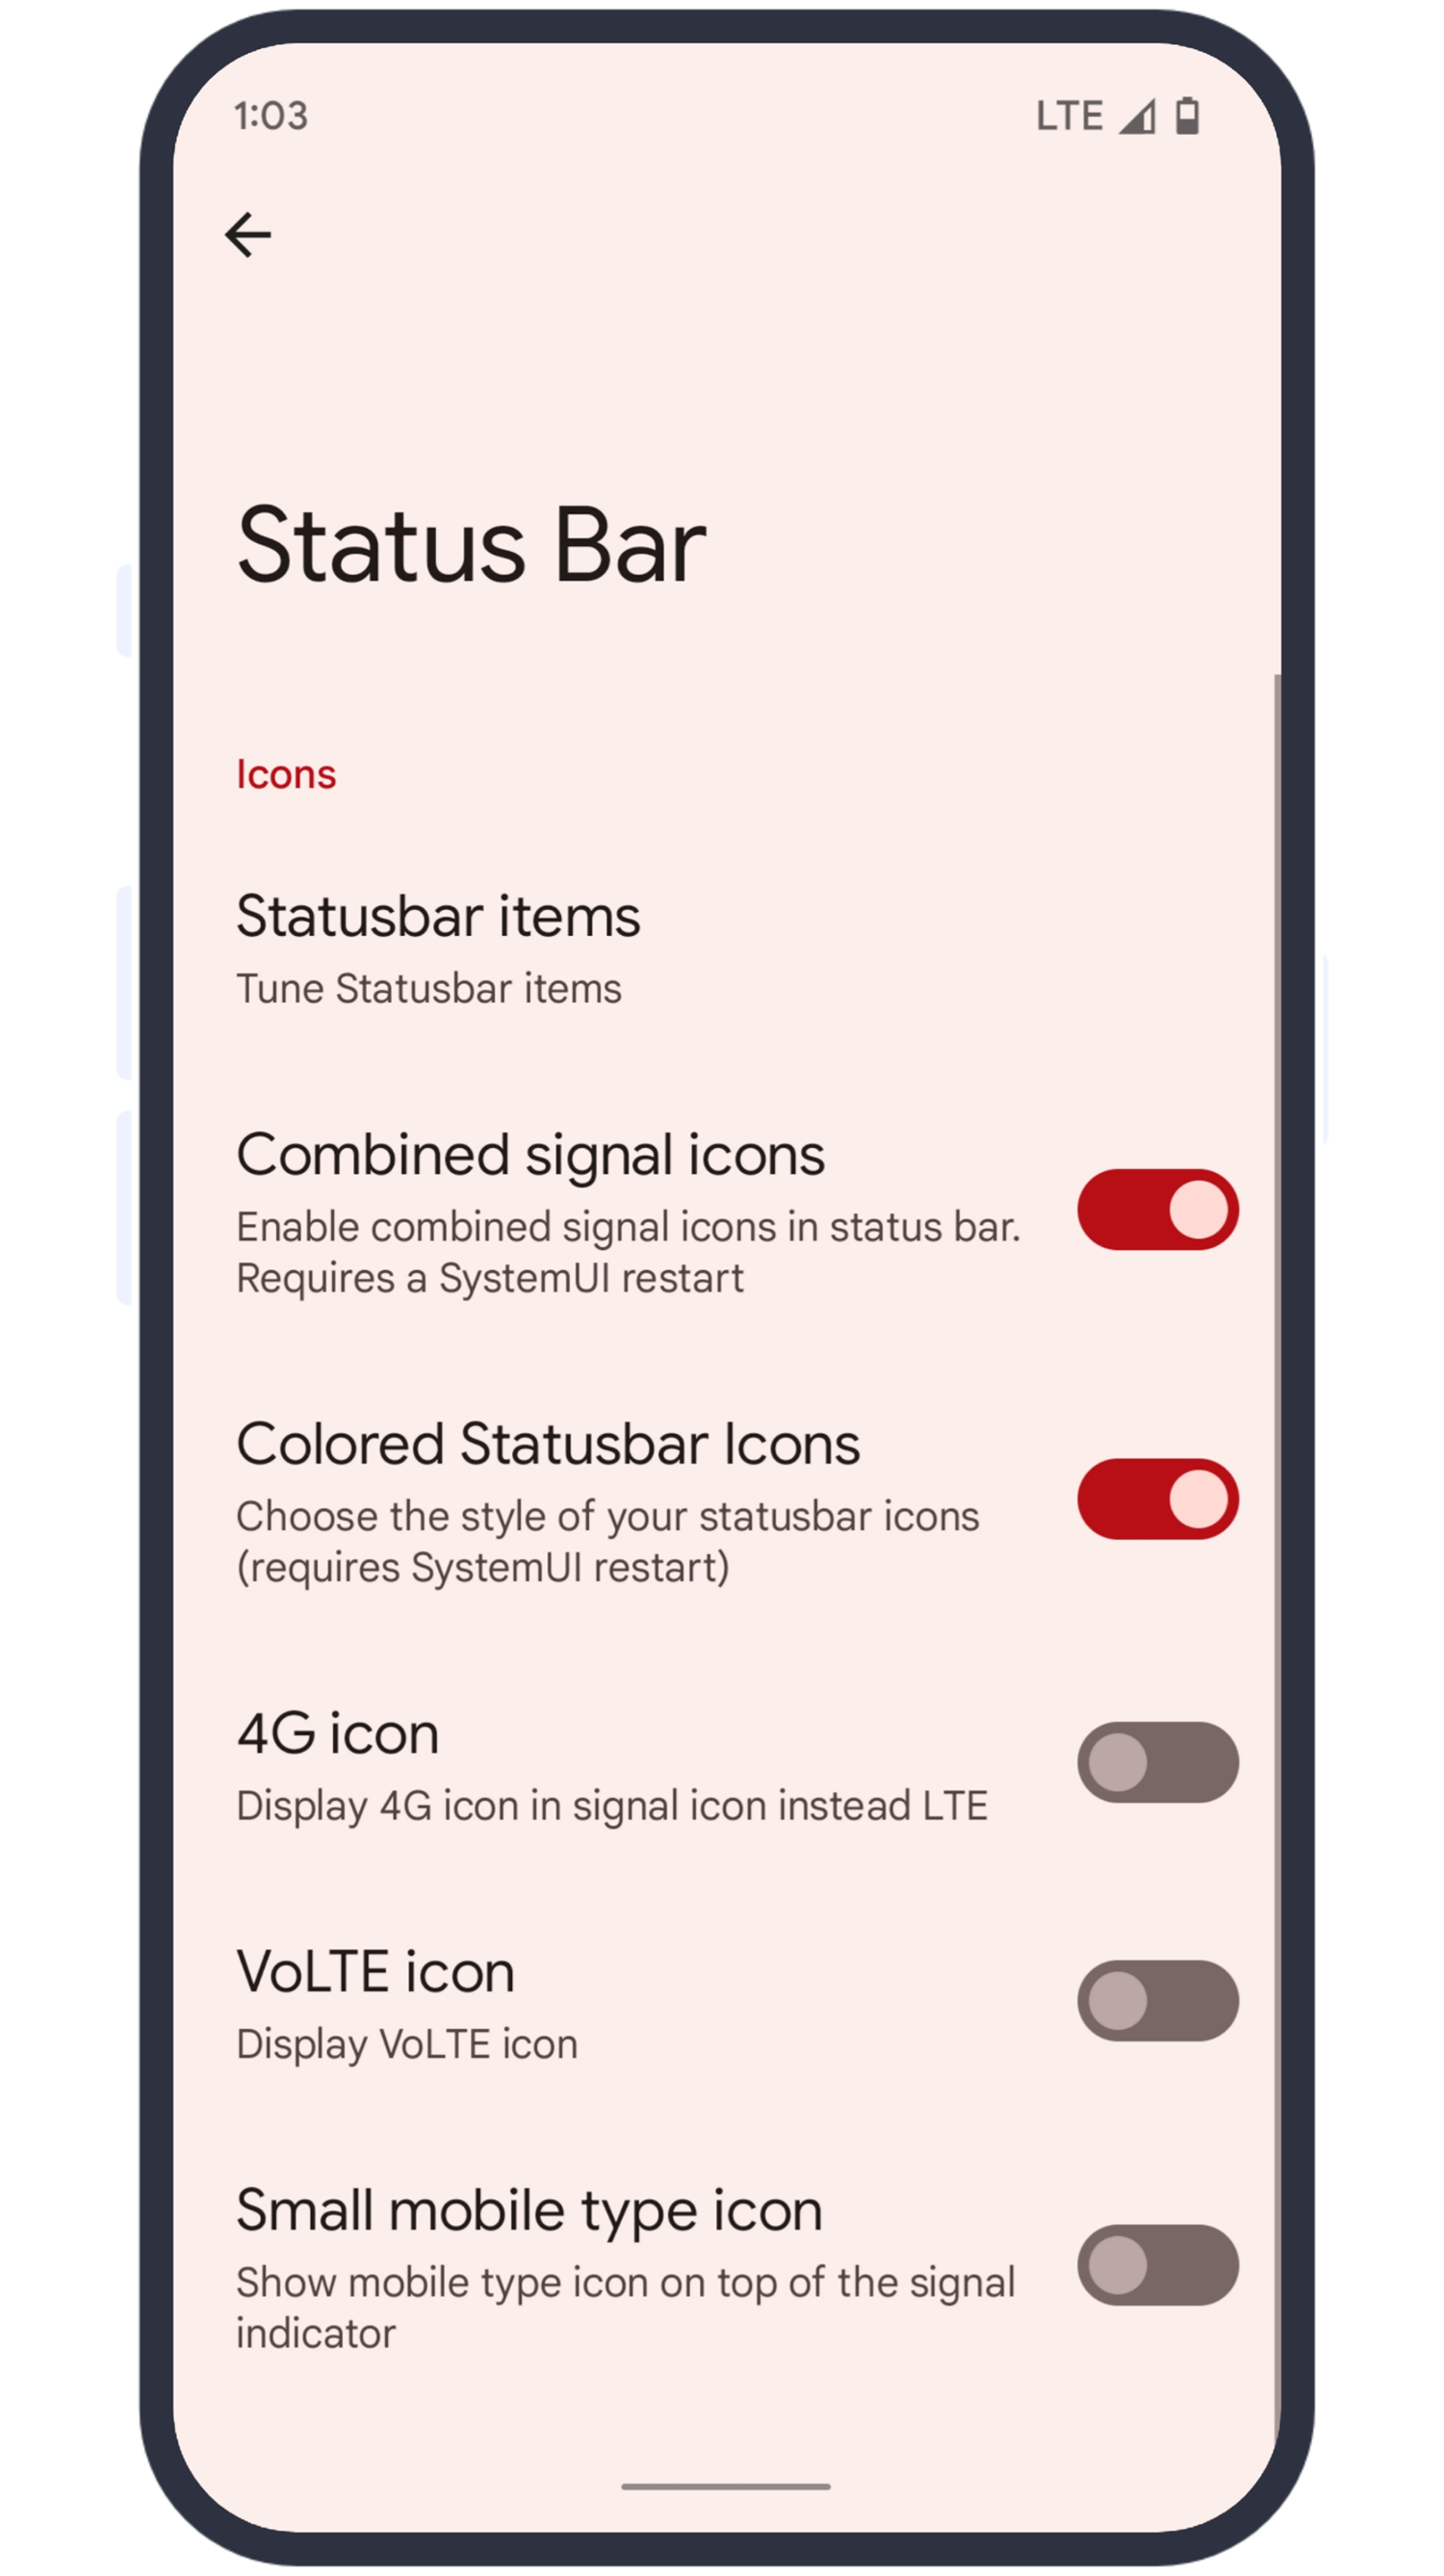 1:03 LTE
Status Bar
Icons
Statusbar items
Tune Statusbar items
Combined signal icons
Enable combined signal icons in status bar.
Requires a SystemUI restart
Colored Statusbar Icons
Choose the style of your statusbar icons
(requires SystemUI restart)
4G icon
Display 4G icon in signal icon instead LTE
VoLTE icon
Display VoLTE icon
Small mobile type icon
Show mobile type icon on top of the signal
indicator